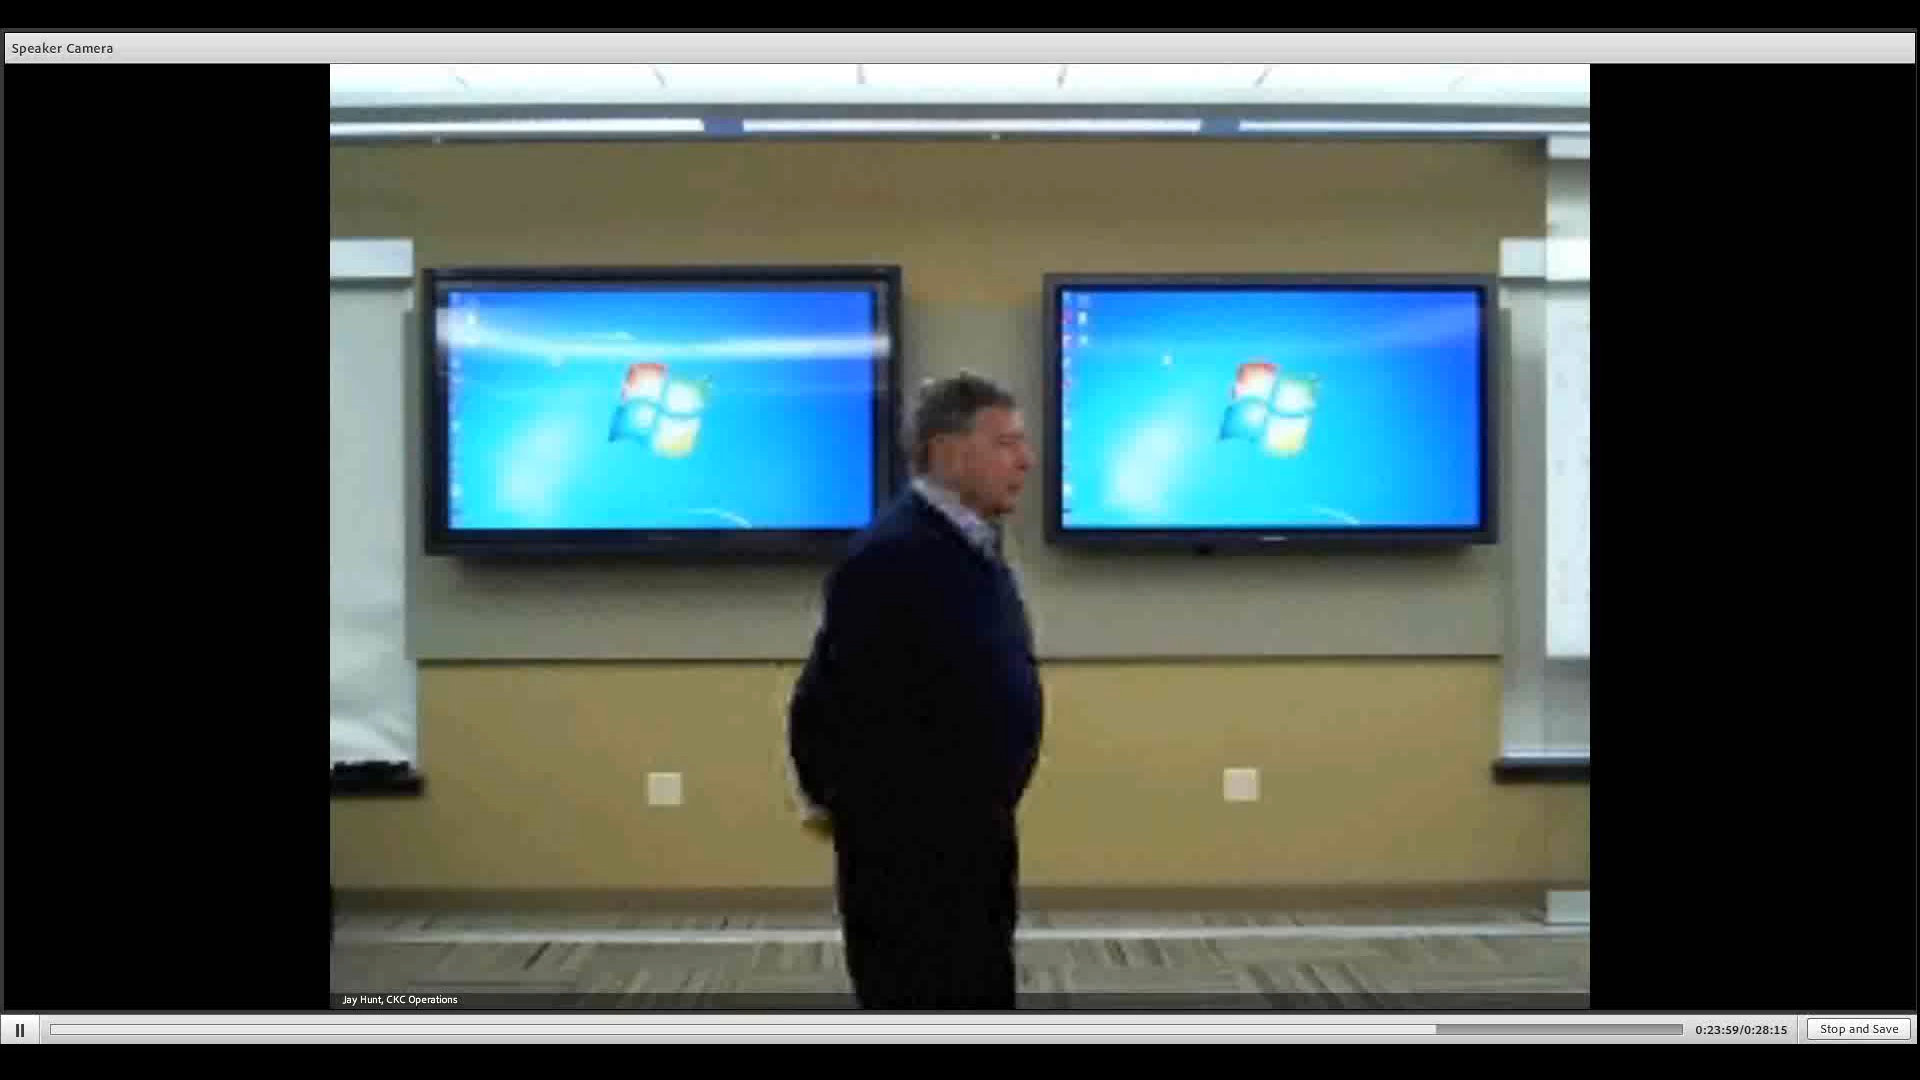 Speaker Camera
Jay Hunt, CKC Operations
0:23:59/0:28:15
Stop and Save